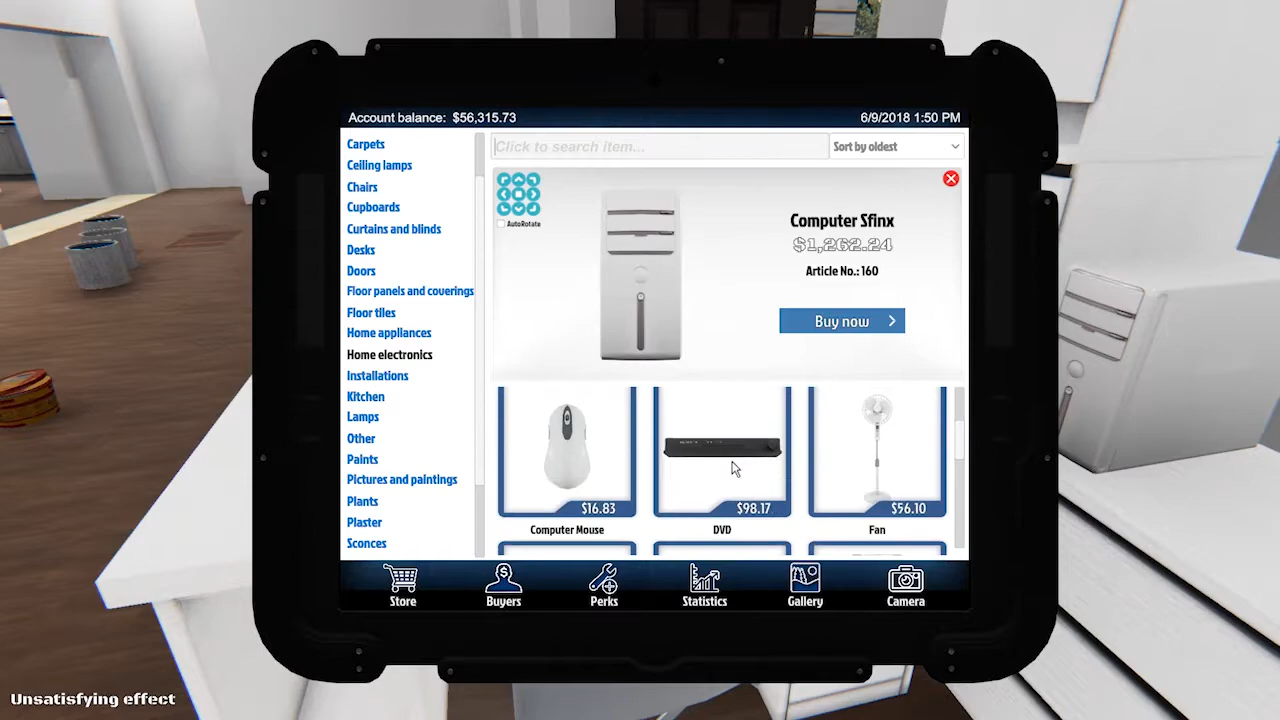 Account balance: $56,315.73
6/9/2018 1:50 PM
Carpets
Ceiling lamps
Chairs
Cupboards
Curtains and blinds
Desks
Doors
Floor panels and coverings
Floor tiles
Home appliances
Home electronics
Installations
Kitchen
Lamps
Other
Paints
Pictures and paintings
Plants
Plaster
Sconces
Click to search item...
Sort by oldest
AutoRotate
Computer Sfinx
$1,262.24
Article No.: 160
Buy now
$16.83
$98.17
$56.10
Computer Mouse
DVD
Fan
Store
Buyers
Perks
Statistics
Gallery
Camera
Unsatisfying effect